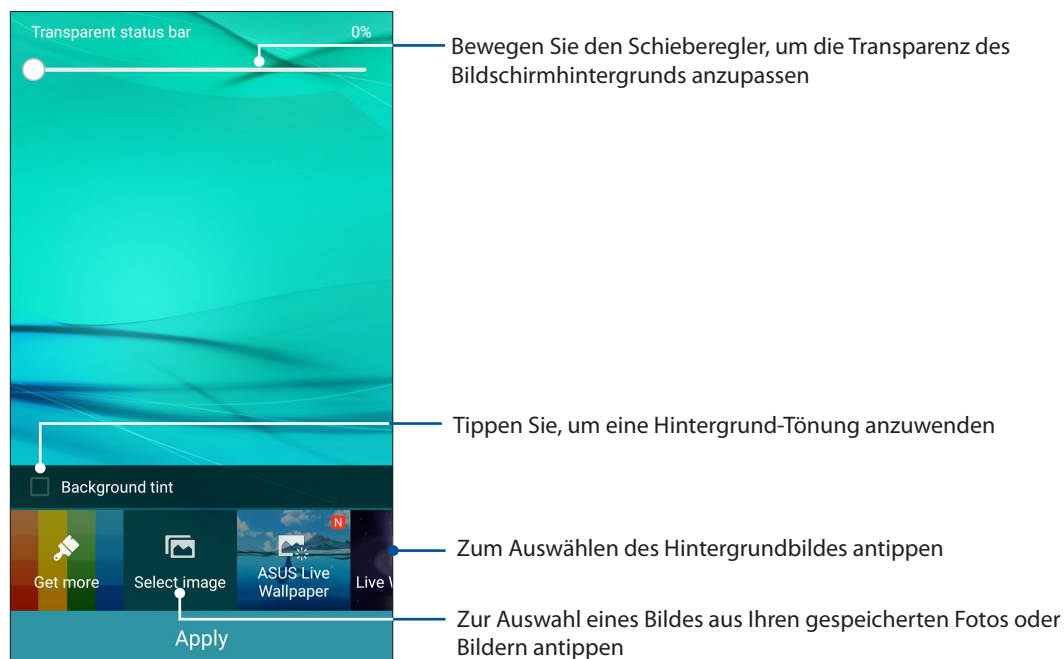 Transparent status bar 0%
Bewegen Sie den Schieberegler, um die Transparenz des
Bildschirmhintergrunds anzupassen
Tippen Sie, um eine Hintergrund-Tönung anzuwenden
Background tint
N
Get more
Select image
ASUS Live
Wallpaper
Live
Zum Auswählen des Hintergrundbildes antippen
Apply
Zur Auswahl eines Bildes aus Ihren gespeicherten Fotos oder
Bildern antippen